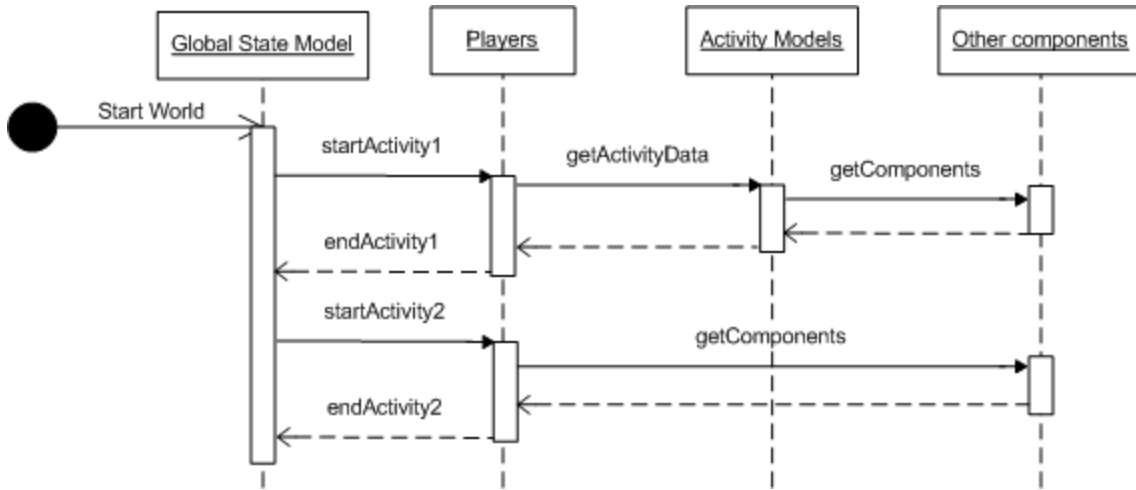 Global State Model
Players
Activity Models
Other components
Start World
startActivity1
getActivityData
getComponents
endActivity1
startActivity2
getComponents
endActivity2